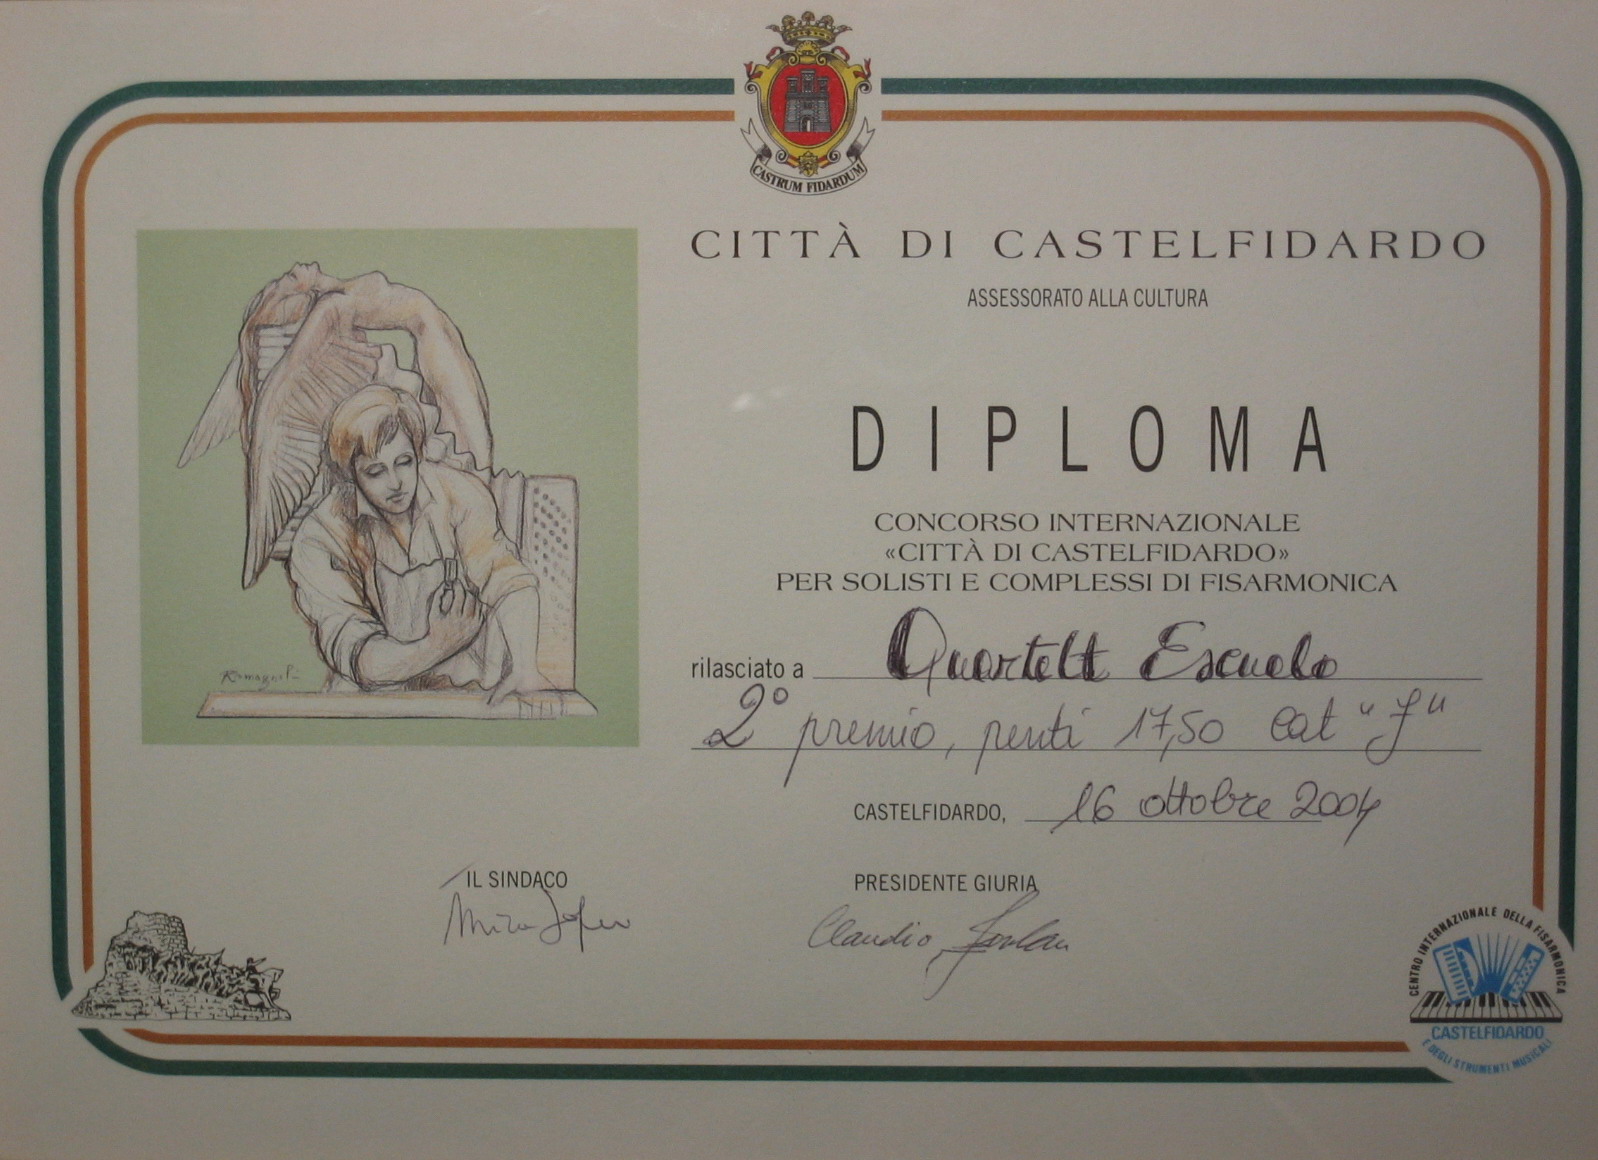 CASTRUM FIDARDUM
CITTÀ DI CASTELFIDARDO
ASSESSORATO ALLA CULTURA
DIPLOMA
CONCORSO INTERNAZIONALE
«CITTÀ DI CASTELFIDARDO»
PER SOLISTI E COMPLESSI DI FISARMONICA
rilasciato a Quartett Escualo
2° premio, punti 17,50 cat "J"
CASTELFIDARDO, 16 ottobre 2004
IL SINDACO
PRESIDENTE GIURIA
Claudio
CENTRO INTERNAZIONALE DELLA FISARMONICA
CASTELFIDARDO
E DEGLI STRUMENTI MUSICALI